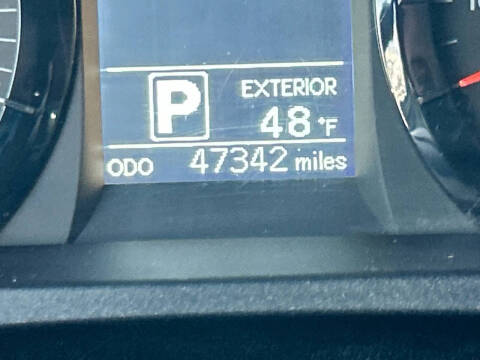 P
EXTERIOR
48°F
ODO 47342 miles